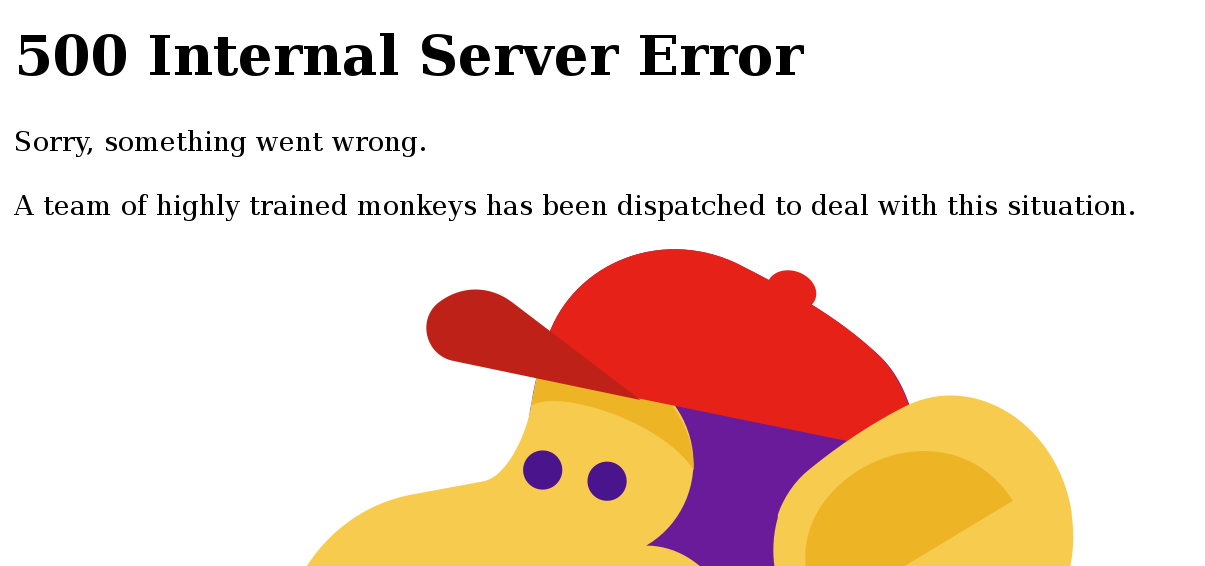 500 Internal Server Error
Sorry, something went wrong.
A team of highly trained monkeys has been dispatched to deal with this situation.